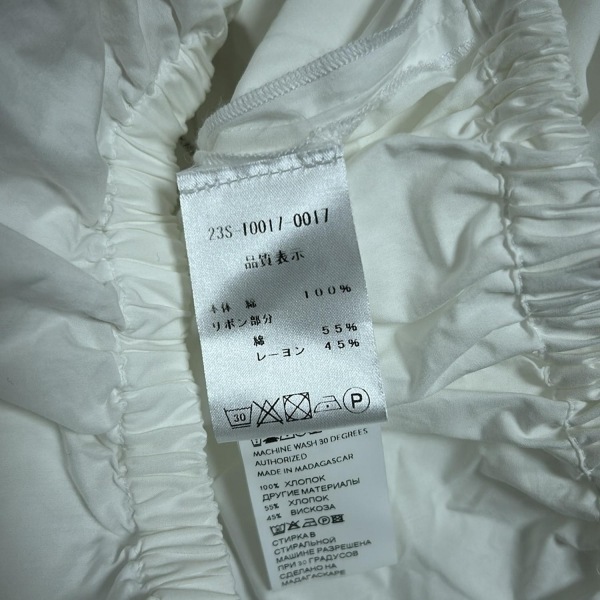 23S-10017-0017
品質表示
本体 綿 100%
リボン部分
綿 55%
レーヨン 45%
30 P
MACHINE WASH 30 DEGREES
AUTHORIZED
MADE IN MADAGASCAR
100% ХЛОПОК
ДРУГИЕ МАТЕРИАЛЫ
55% ХЛОПОК
45% ВИСКОЗА
СТИРКА В
СТИРАЛЬНОЙ
МАШИНЕ РАЗРЕШЕНА
ПРИ 30 ГРАДУСОВ
СДЕЛАНО НА
МАДАГАСКАРЕ